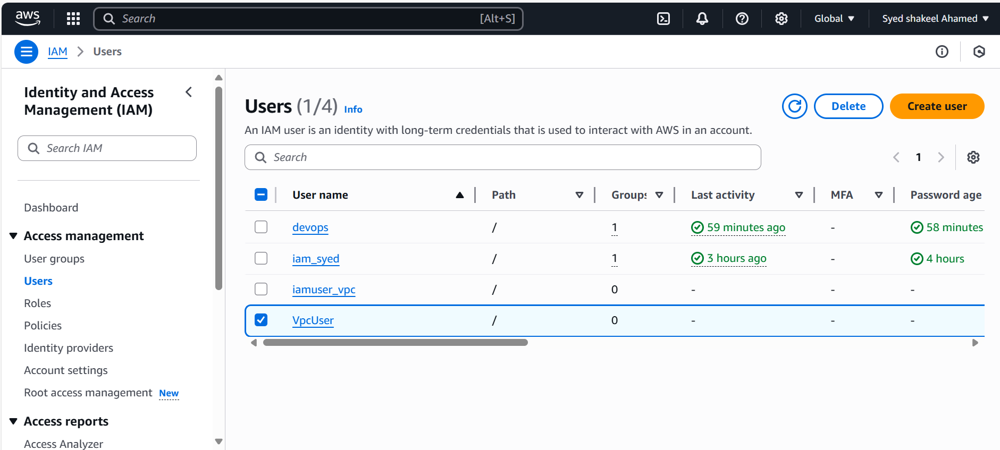 aws
Search [Alt+S]
Global
Syed shakeel Ahamed
IAM
Users
Identity and Access
Management (IAM)
Search IAM
Dashboard
Access management
User groups
Users
Roles
Policies
Identity providers
Account settings
Root access management New
Access reports
Access Analyzer
Users (1/4) Info
Delete
Create user
An IAM user is an identity with long-term credentials that is used to interact with AWS in an account.
Search
1
User name Path Groups Last activity MFA Password age
devops / 1 59 minutes ago - 58 minutes
iam_syed / 1 3 hours ago - 4 hours
iamuser_vpc / 0 - - -
VpcUser / 0 - - -